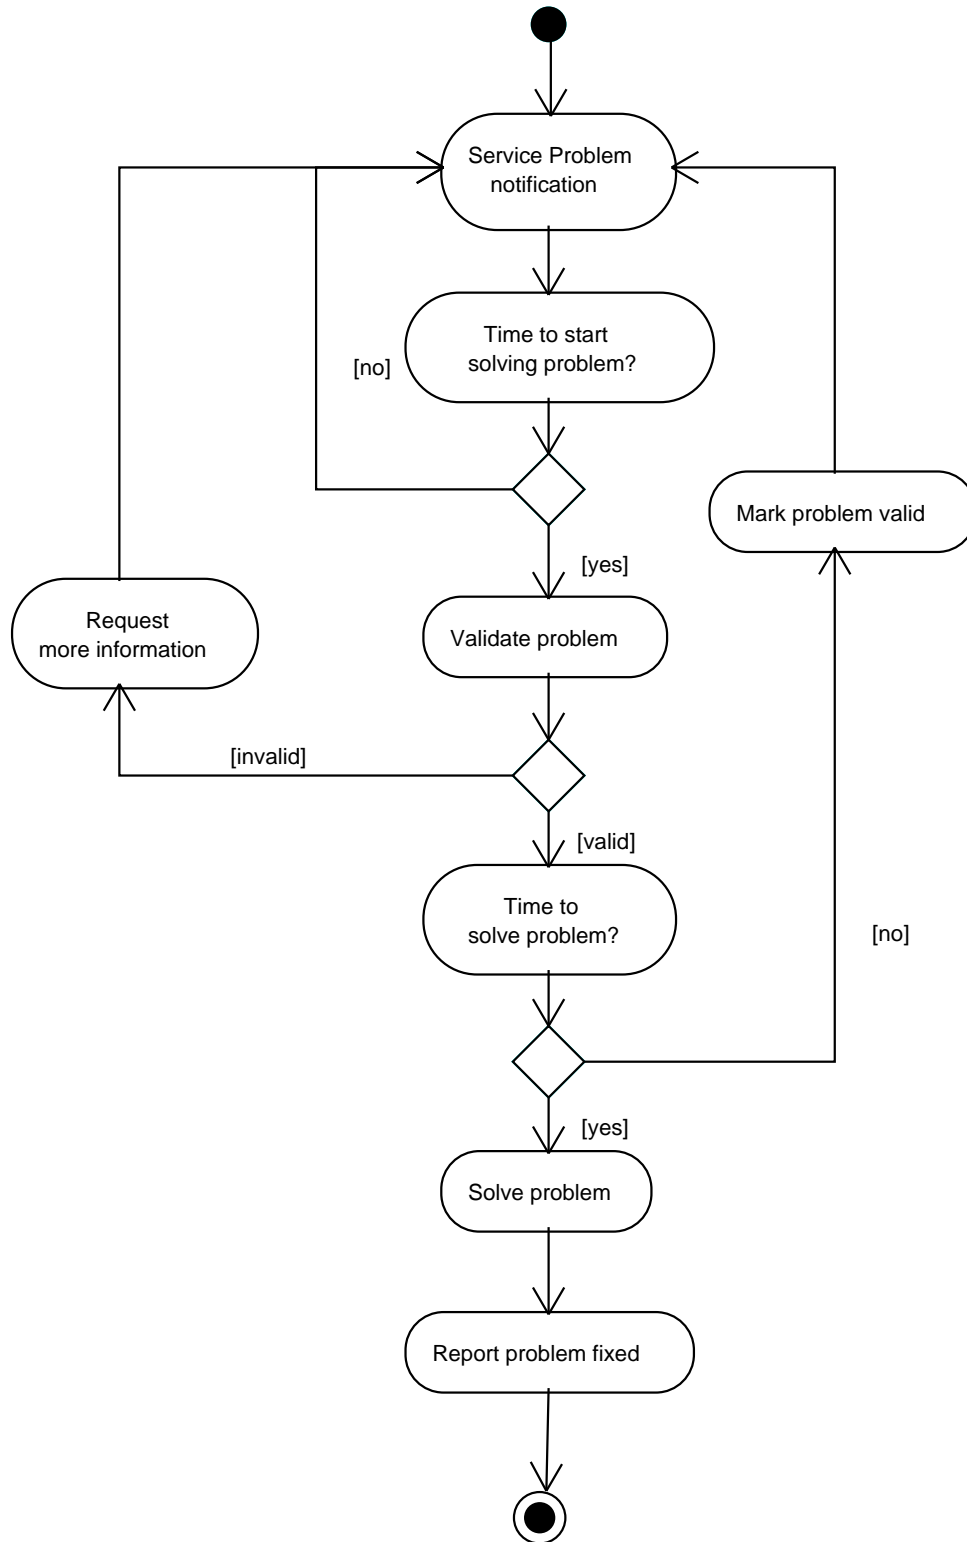 Service Problem
notification
Time to start
solving problem?
[no]
Mark problem valid
[yes]
Request
more information
Validate problem
[invalid]
[valid]
Time to
solve problem?
[no]
[yes]
Solve problem
Report problem fixed